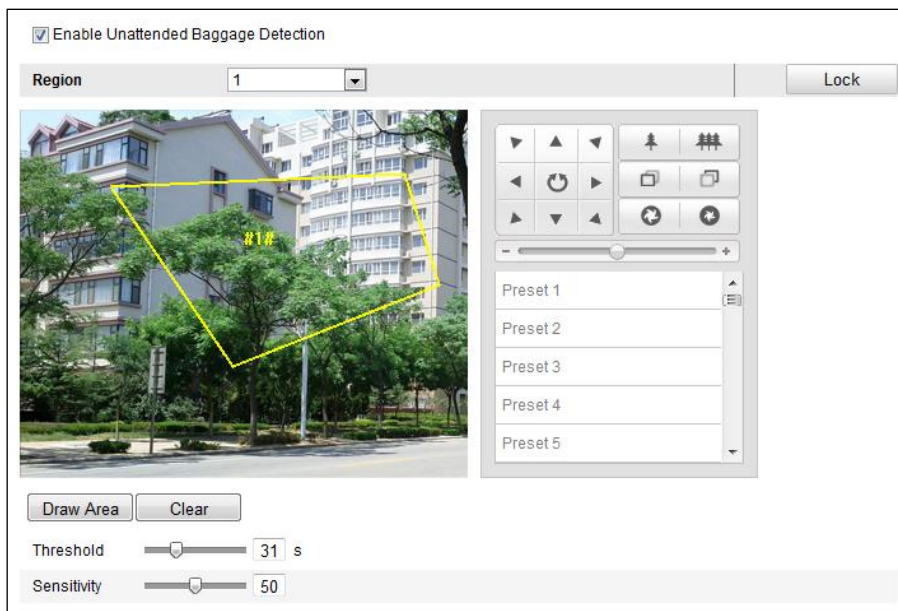 Enable Unattended Baggage Detection
Region 1 Lock
#1#
- +
Preset 1
Preset 2
Preset 3
Preset 4
Preset 5
Draw Area Clear
Threshold 31 s
Sensitivity 50